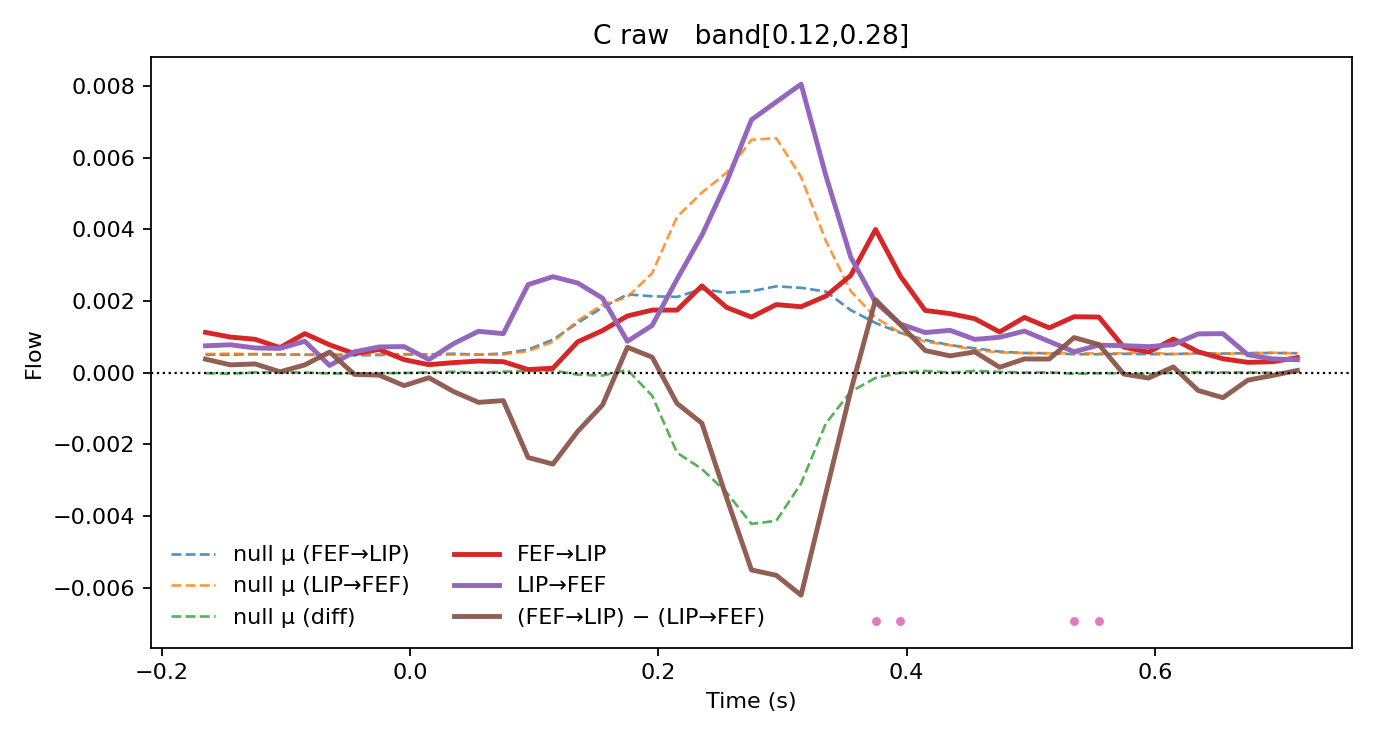 C raw   band[0.12,0.28]
0.008
0.006
0.004
0.002
0.000
−0.002
−0.004
−0.006
Flow
null μ (FEF→LIP)
null μ (LIP→FEF)
null μ (diff)
FEF→LIP
LIP→FEF
(FEF→LIP) − (LIP→FEF)
−0.2 0.0 0.2 0.4 0.6
Time (s)